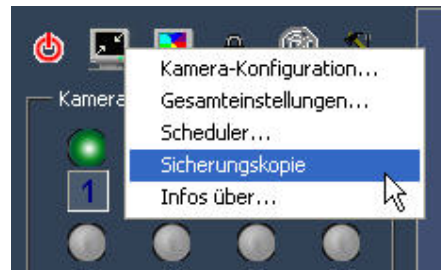 Kamera-Konfiguration...
Kamera
Gesamteinstellungen...
Scheduler...
Sicherungskopie
1
Infos über...